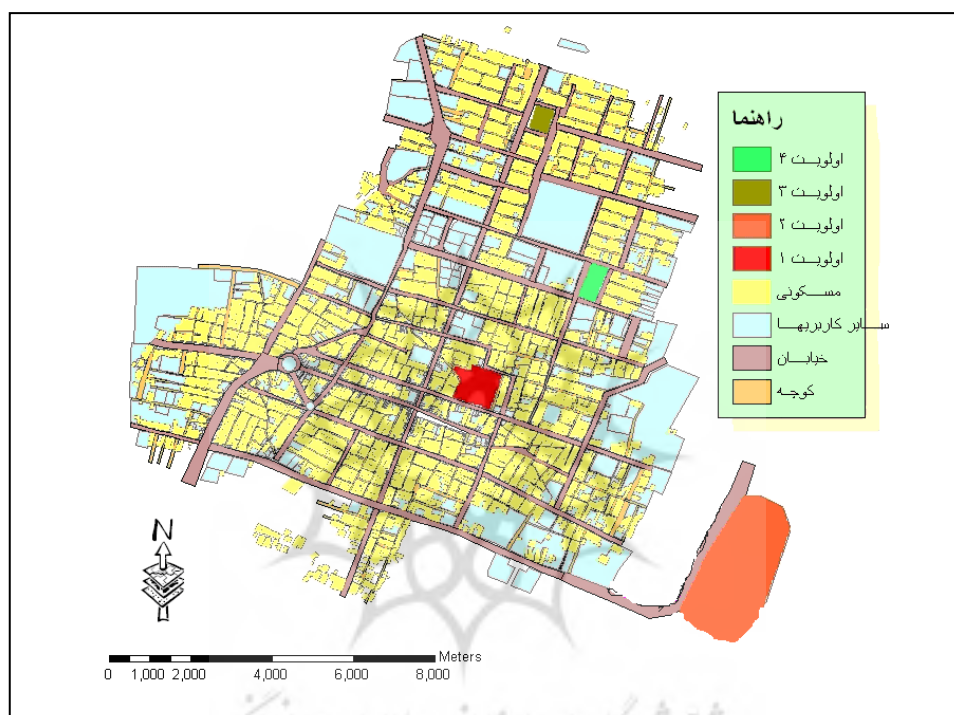 راهنما
اولویت ۴
اولویت ۳
اولویت ۲
اولویت ۱
مسکونی
سایر کاربریها
خیابان
کوچه
N
Meters
0 1,000 2,000 4,000 6,000 8,000